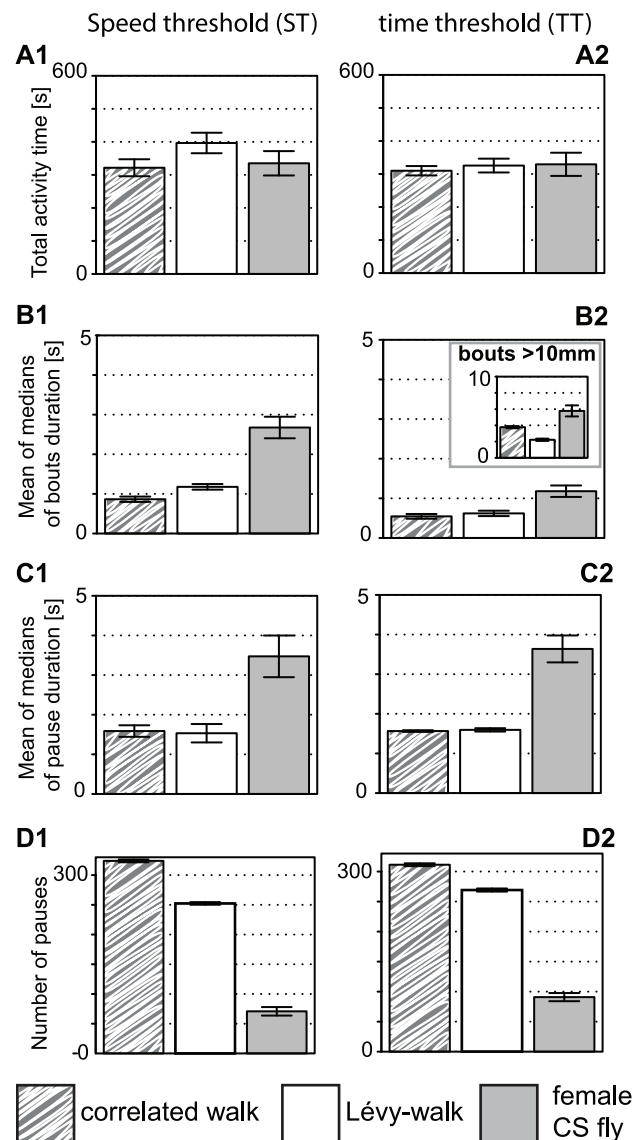 Speed threshold (ST)
time threshold (TT)
A1
A2
Total activity time [s]
600
0
600
0
B1
B2
Mean of medians
of bouts duration [s]
5
0
5
0
bouts >10mm
10
0
C1
C2
Mean of medians
of pause duration [s]
5
0
5
0
D1
D2
Number of pauses
300
-0
300
0
correlated walk
Lévy-walk
female
CS fly